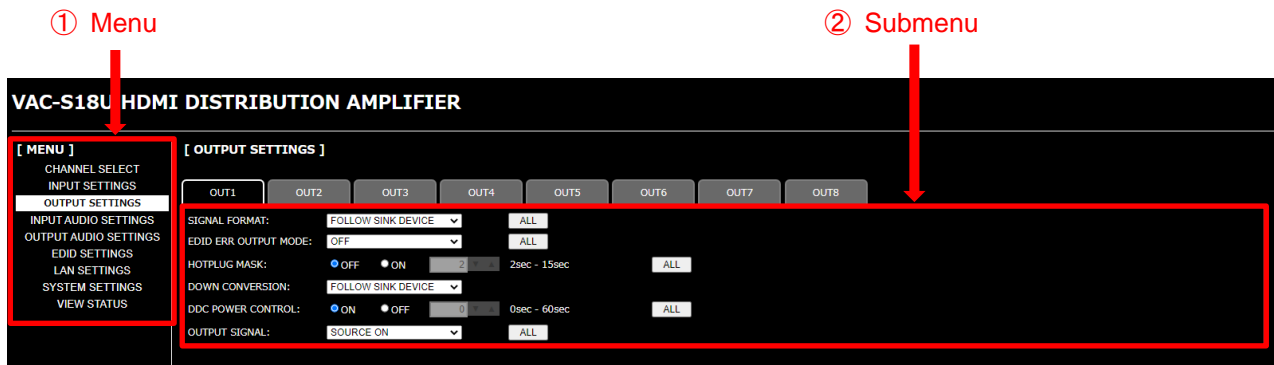 ① Menu
② Submenu
VAC-S18U HDMI DISTRIBUTION AMPLIFIER
[ MENU ]
CHANNEL SELECT
INPUT SETTINGS
OUTPUT SETTINGS
INPUT AUDIO SETTINGS
OUTPUT AUDIO SETTINGS
EDID SETTINGS
LAN SETTINGS
SYSTEM SETTINGS
VIEW STATUS
[ OUTPUT SETTINGS ]
OUT1 OUT2 OUT3 OUT4 OUT5 OUT6 OUT7 OUT8
SIGNAL FORMAT: FOLLOW SINK DEVICE ALL
EDID ERR OUTPUT MODE: OFF ALL
HOTPLUG MASK: OFF ON 2 2sec - 15sec ALL
DOWN CONVERSION: FOLLOW SINK DEVICE
DDC POWER CONTROL: ON OFF 0 0sec - 60sec ALL
OUTPUT SIGNAL: SOURCE ON ALL